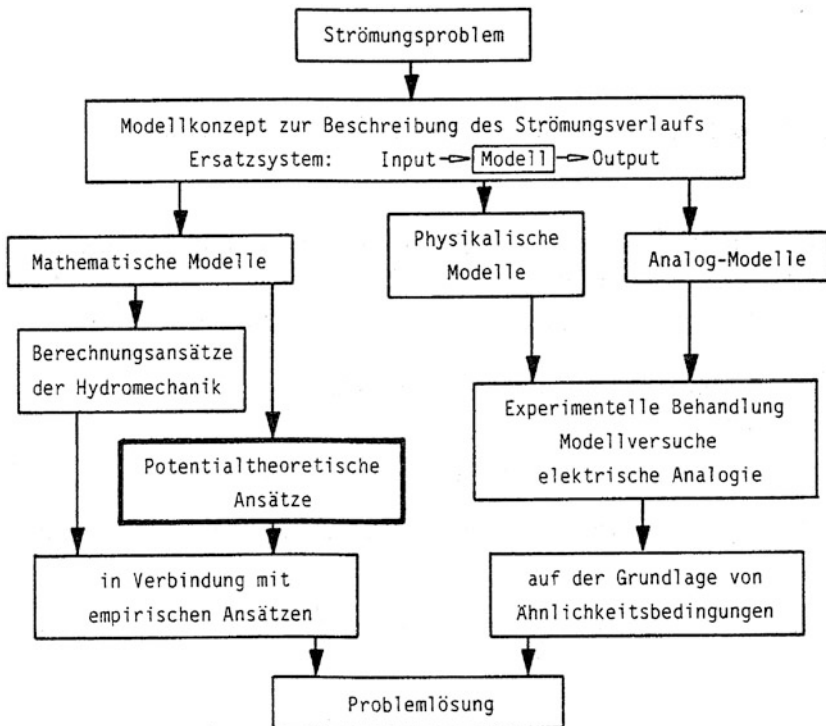 Strömungsproblem
Modellkonzept zur Beschreibung des Strömungsverlaufs
Ersatzsystem: Input Modell Output
Mathematische Modelle
Physikalische
Modelle
Analog-Modelle
Berechnungsansätze
der Hydromechanik
Potentialtheoretische
Ansätze
Experimentelle Behandlung
Modellversuche
elektrische Analogie
in Verbindung mit
empirischen Ansätzen
auf der Grundlage von
Ähnlichkeitsbedingungen
Problemlösung